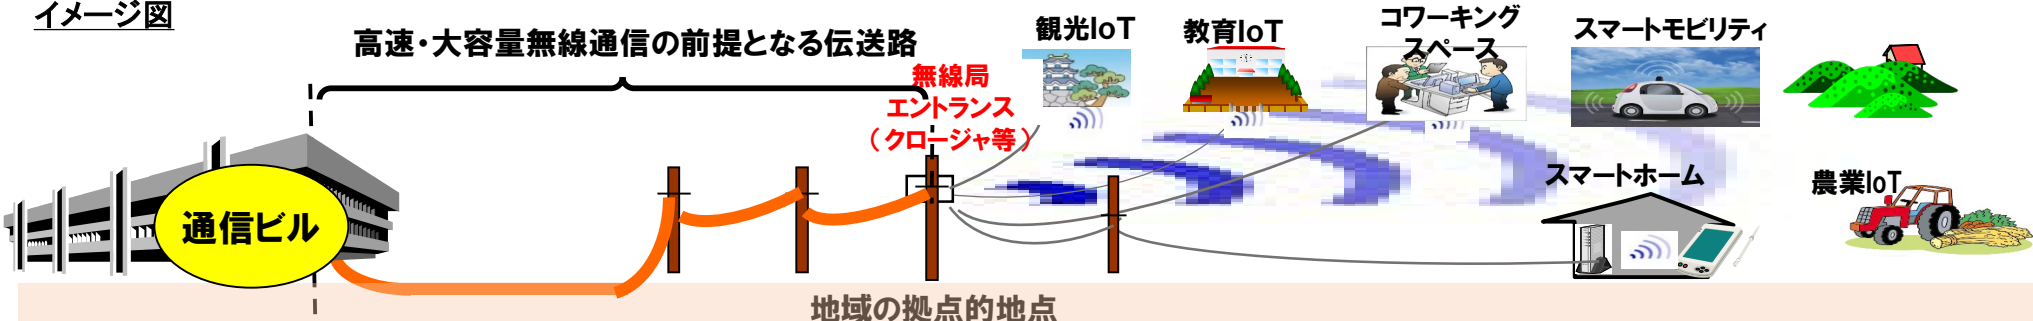 イメージ図
高速・大容量無線通信の前提となる伝送路
無線局
エントランス
（クロージャ等）
観光IoT
教育IoT
コワーキング
スペース
スマートモビリティ
通信ビル
スマートホーム
農業IoT
地域の拠点的地点